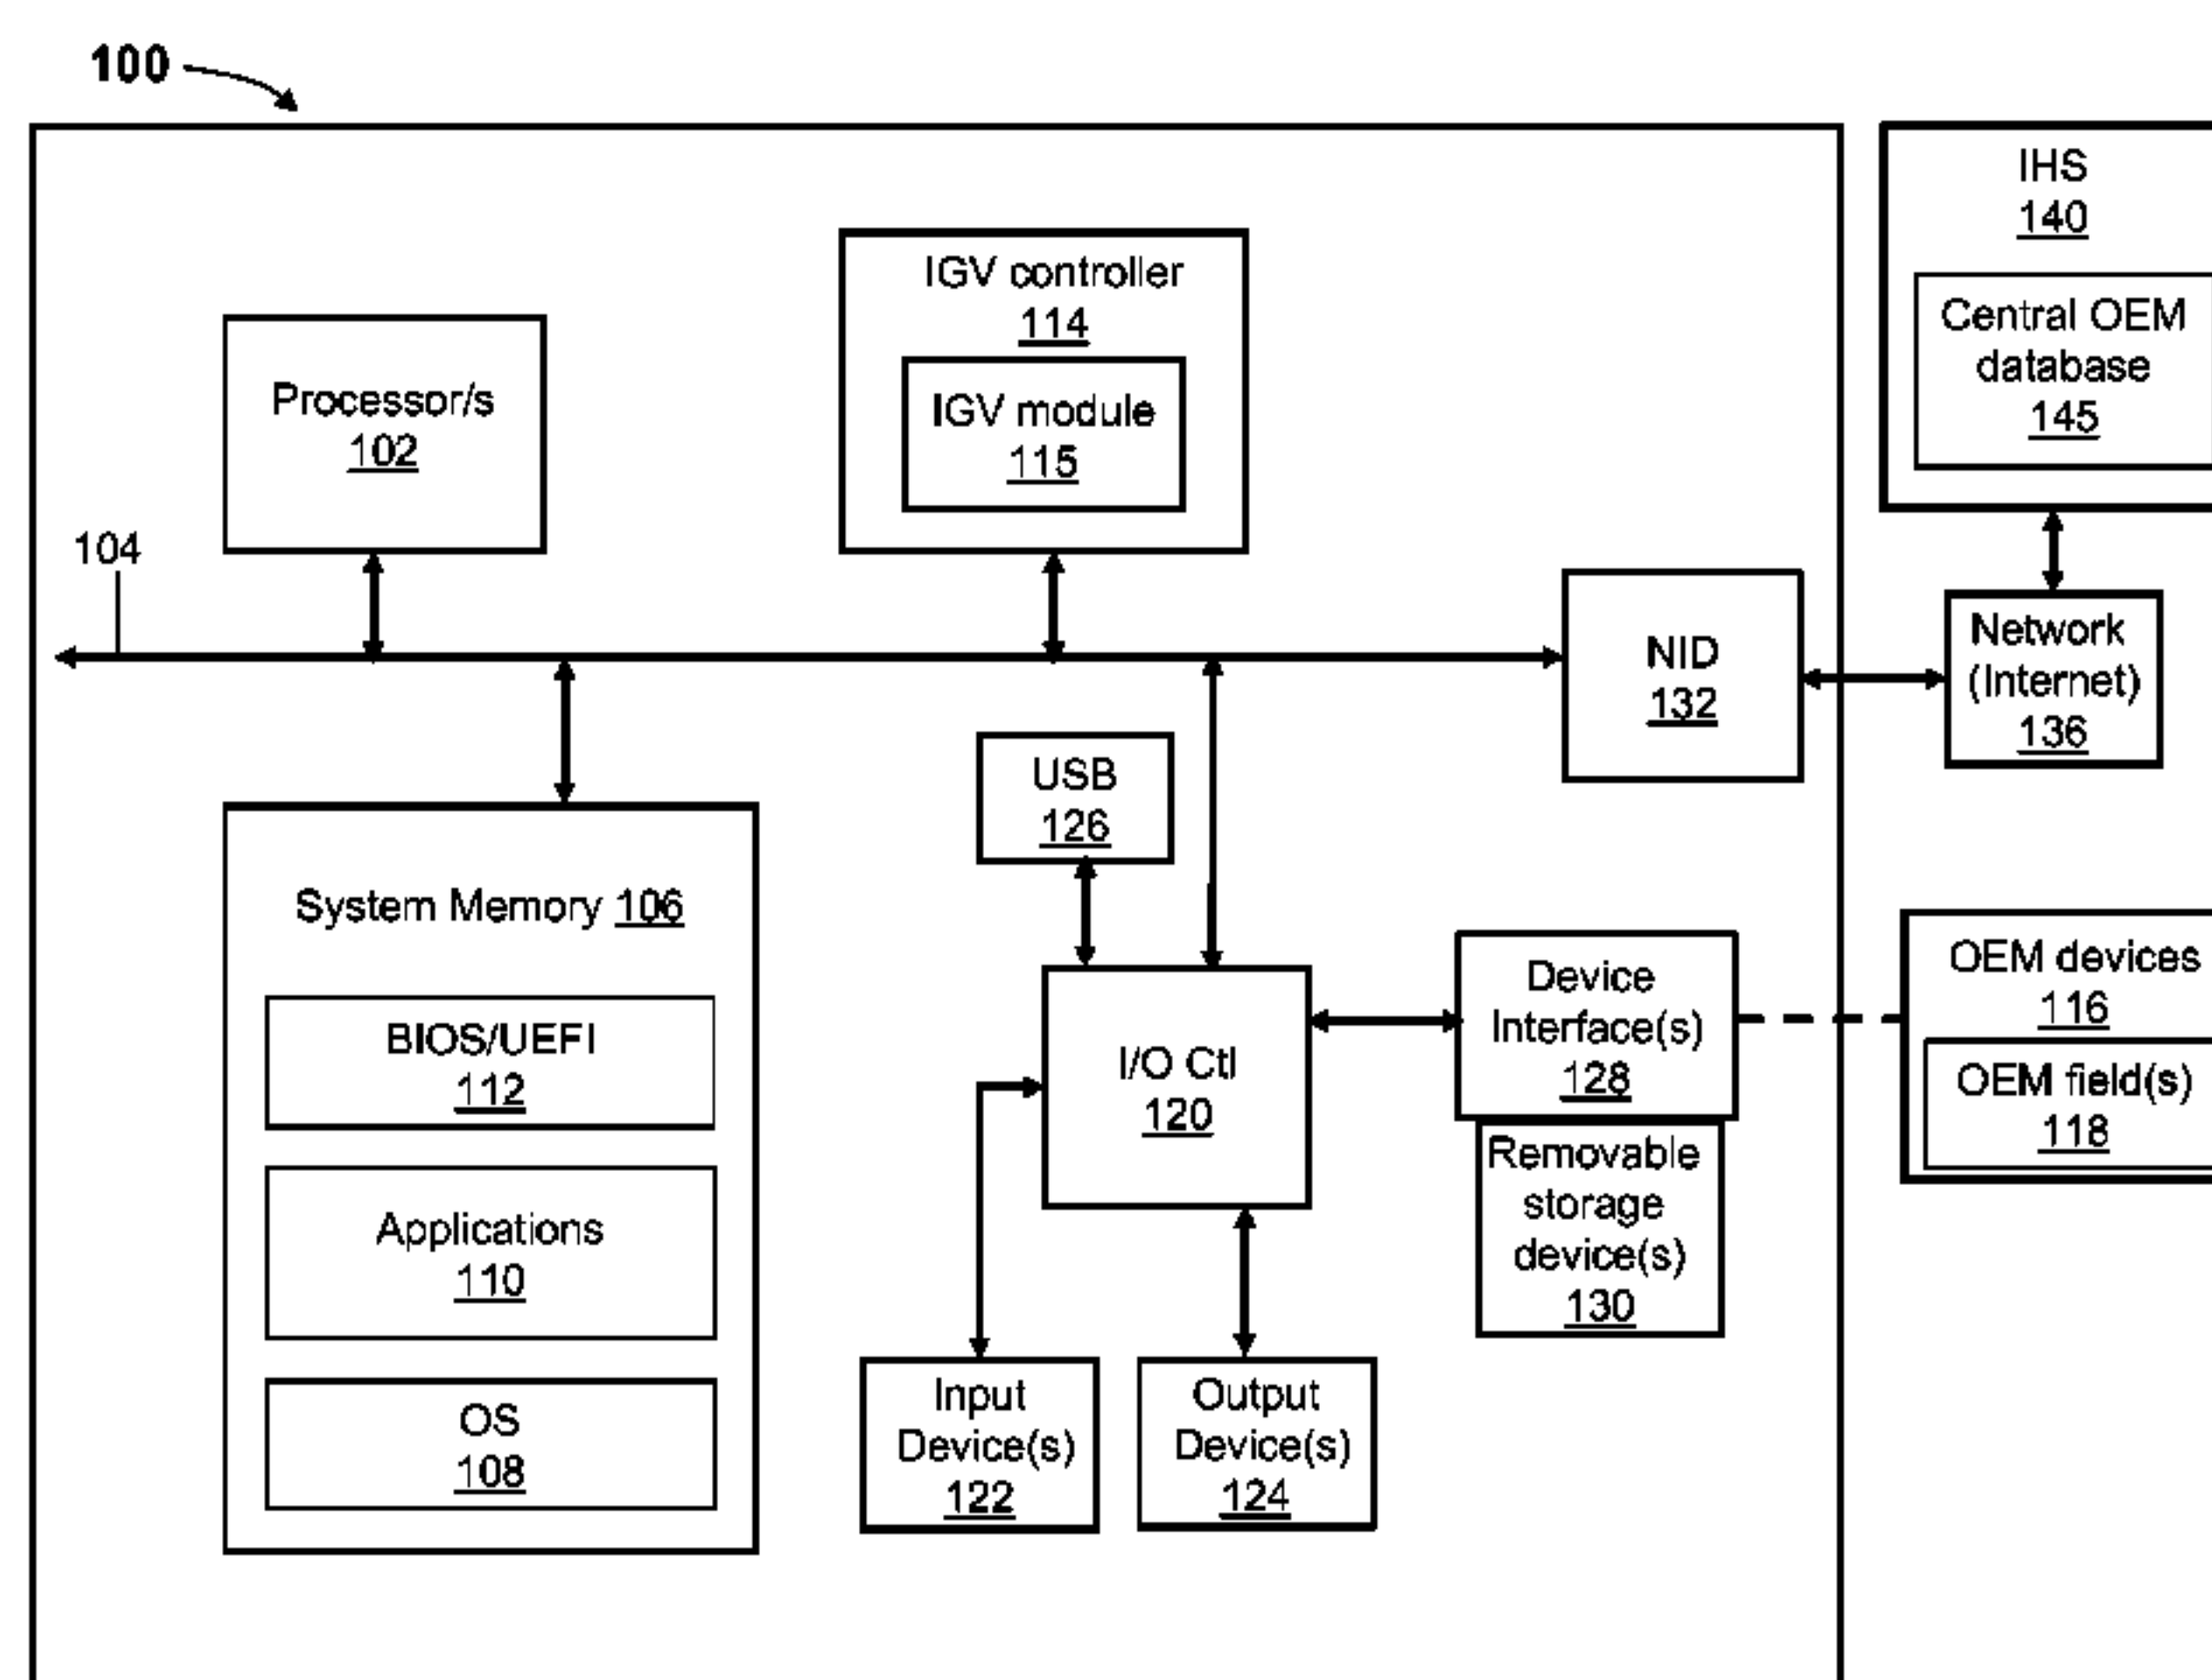 100
IHS
140
Central OEM
database
145
IGV controller
114
IGV module
115
Processor/s
102
104
NID
132
Network
(Internet)
136
USB
126
System Memory 106
BIOS/UEFI
112
Applications
110
OS
108
I/O Ctl
120
Device
Interface(s)
128
Removable
storage
device(s)
130
OEM devices
116
OEM field(s)
118
Input
Device(s)
122
Output
Device(s)
124